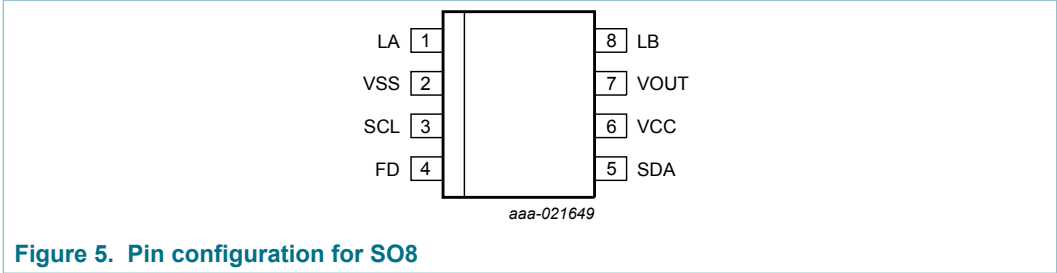 LA 1 8 LB
VSS 2 7 VOUT
SCL 3 6 VCC
FD 4 5 SDA
aaa-021649
Figure 5. Pin configuration for SO8